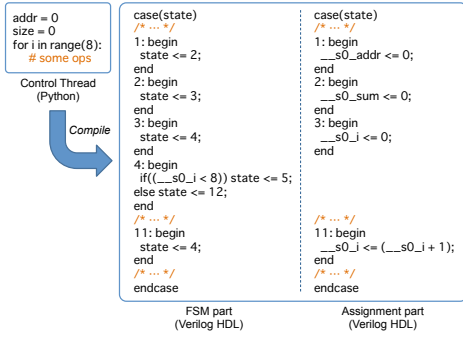 addr = 0
size = 0
for i in range(8):
# some ops
Control Thread
(Python)
Compile
case(state)
/* … */
1: begin
state <= 2;
end
2: begin
state <= 3;
end
3: begin
state <= 4;
end
4: begin
if((__s0_i < 8)) state <= 5;
else state <= 12;
end
/* … */
11: begin
state <= 4;
end
/* … */
endcase
FSM part
(Verilog HDL)
case(state)
/* … */
1: begin
__s0_addr <= 0;
end
2: begin
__s0_sum <= 0;
end
3: begin
__s0_i <= 0;
end
/* … */
11: begin
__s0_i <= (__s0_i + 1);
end
/* … */
endcase
Assignment part
(Verilog HDL)